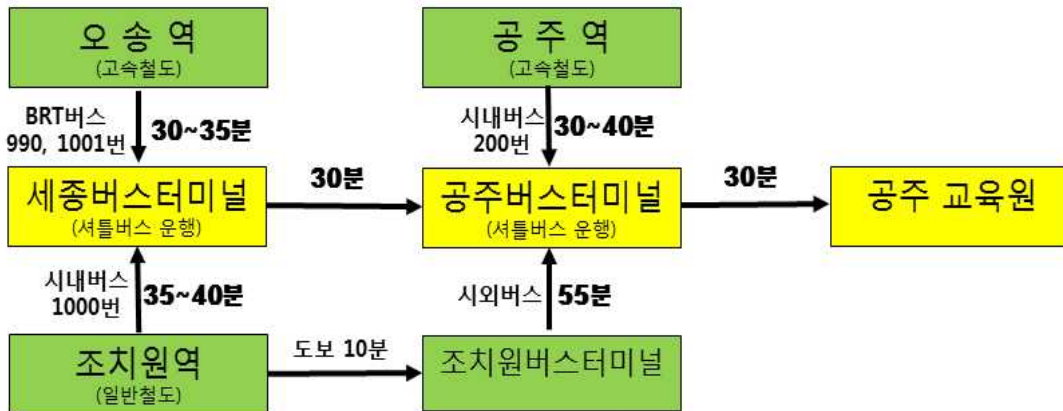 오 송 역
(고속철도)
공 주 역
(고속철도)
BRT버스
990, 1001번
30~35분
시내버스
200번
30~40분
세종버스터미널
(셔틀버스 운행)
30분
공주버스터미널
(셔틀버스 운행)
30분
공주 교육원
시내버스
1000번
35~40분
시외버스
55분
조치원역
(일반철도)
도보 10분
조치원버스터미널